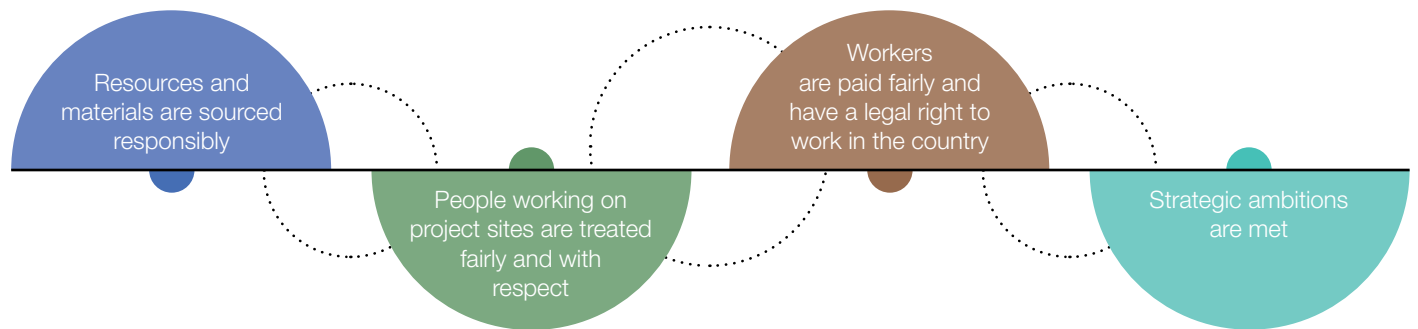 Resources and
materials are sourced
responsibly
People working on
project sites are treated
fairly and with
respect
Workers
are paid fairly and
have a legal right to
work in the country
Strategic ambitions
are met